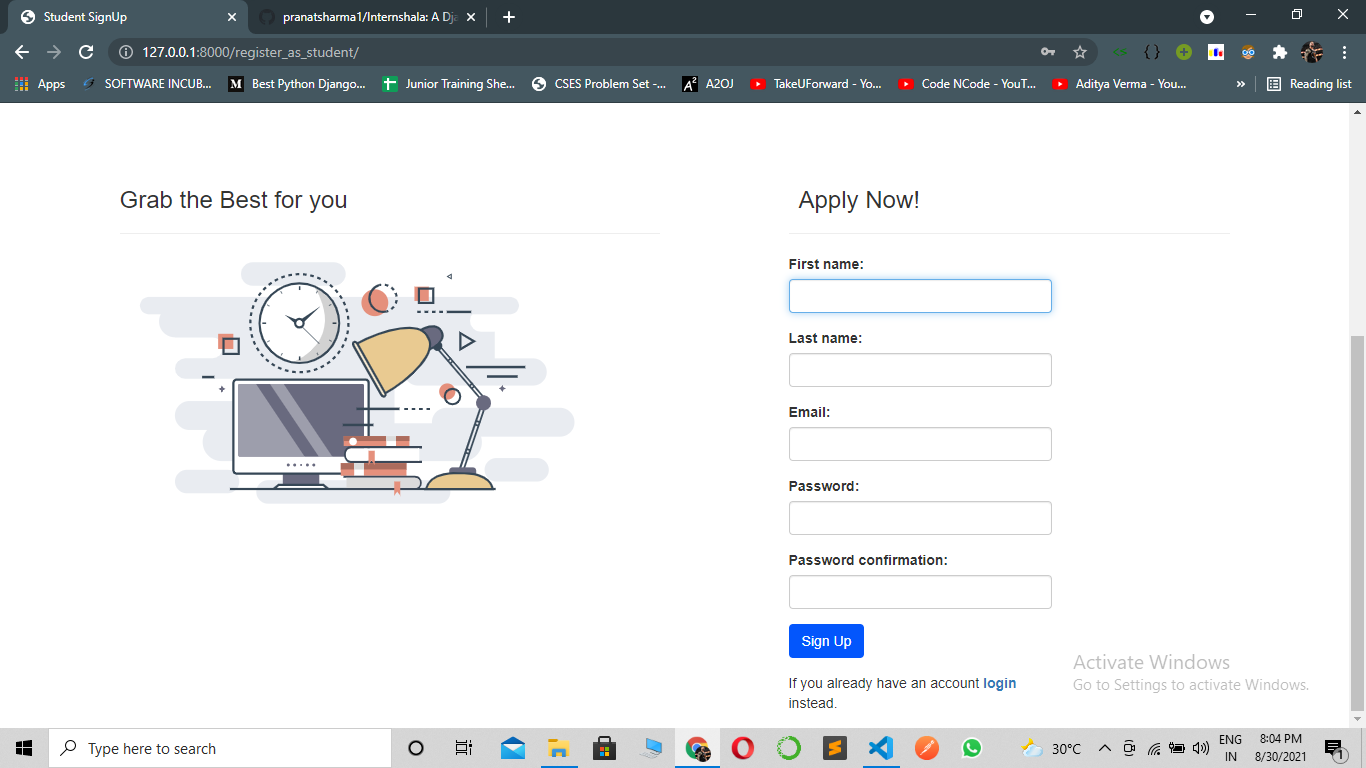 Student SignUp
pranatsharma1/Internshala: A Dja
127.0.0.1:8000/register_as_student/
Apps
SOFTWARE INCUB...
M Best Python Django...
Junior Training She...
CSES Problem Set -...
A2 A2OJ
TakeUForward - Yo...
Code NCode - YouT...
Aditya Verma - You...
»
Reading list
Grab the Best for you
Apply Now!
First name:
Last name:
Email:
Password:
Password confirmation:
Sign Up
If you already have an account login
instead.
Activate Windows
Go to Settings to activate Windows.
Type here to search
30°C
ENG
IN
8:04 PM
8/30/2021
1